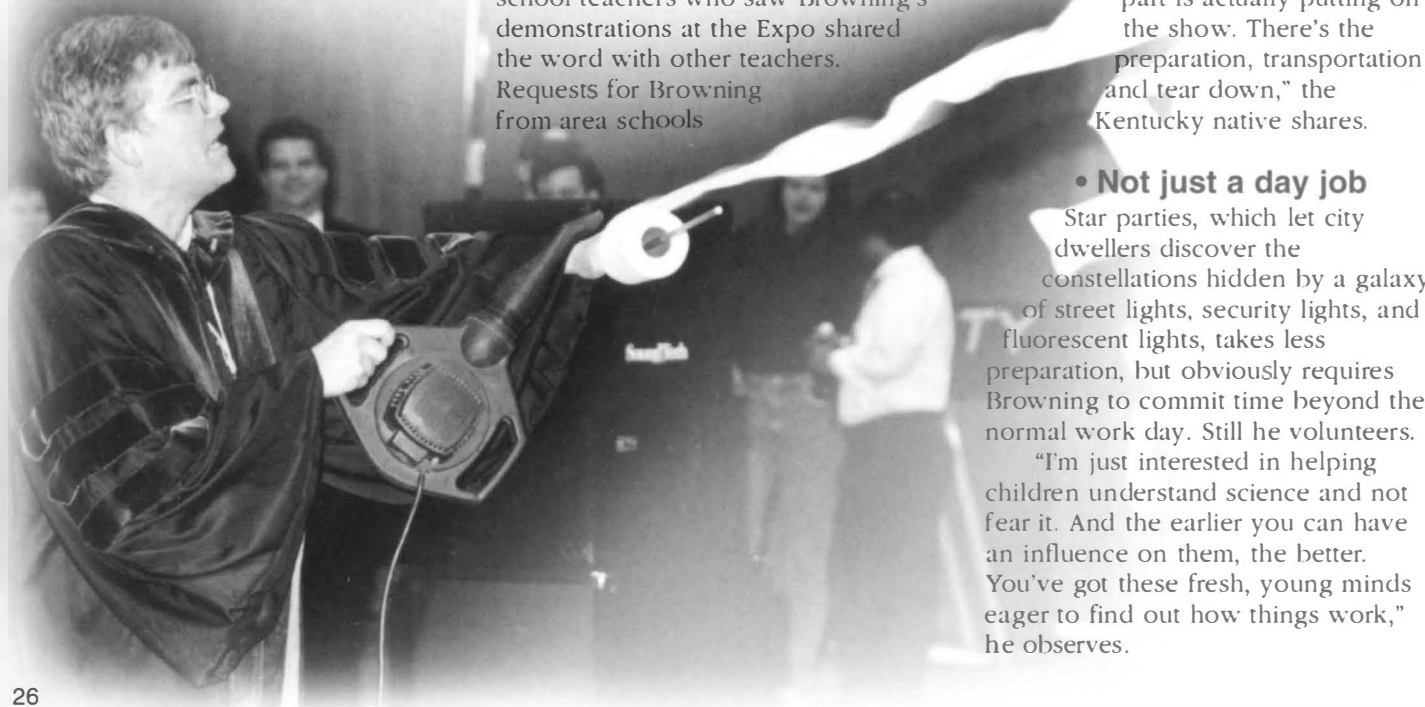 school teachers who saw Browning's
demonstrations at the Expo shared
the word with other teachers.
Requests for Browning
from area schools
part is actually putting on
the show. There's the
preparation, transportation
and tear down," the
Kentucky native shares.
• Not just a day job
Star parties, which let city
dwellers discover the
constellations hidden by a galaxy
of street lights, security lights, and
fluorescent lights, takes less
preparation, but obviously requires
Browning to commit time beyond the
normal work day. Still he volunteers.
"I'm just interested in helping
children understand science and not
fear it. And the earlier you can have
an influence on them, the better.
You've got these fresh, young minds
eager to find out how things work,"
he observes.
26